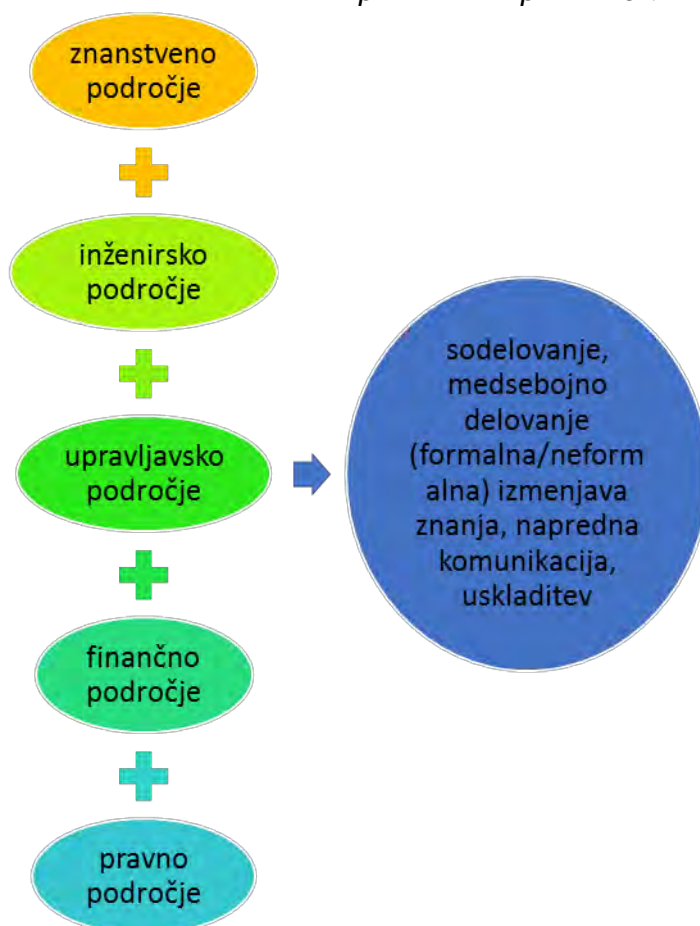 znanstveno
področje
inženirsko
področje
upravljavsko
področje
finančno
področje
pravno
področje
sodelovanje,
medsebojno
delovanje
(formalna/neform
alna) izmenjava
znanja, napredna
komunikacija,
uskladitev